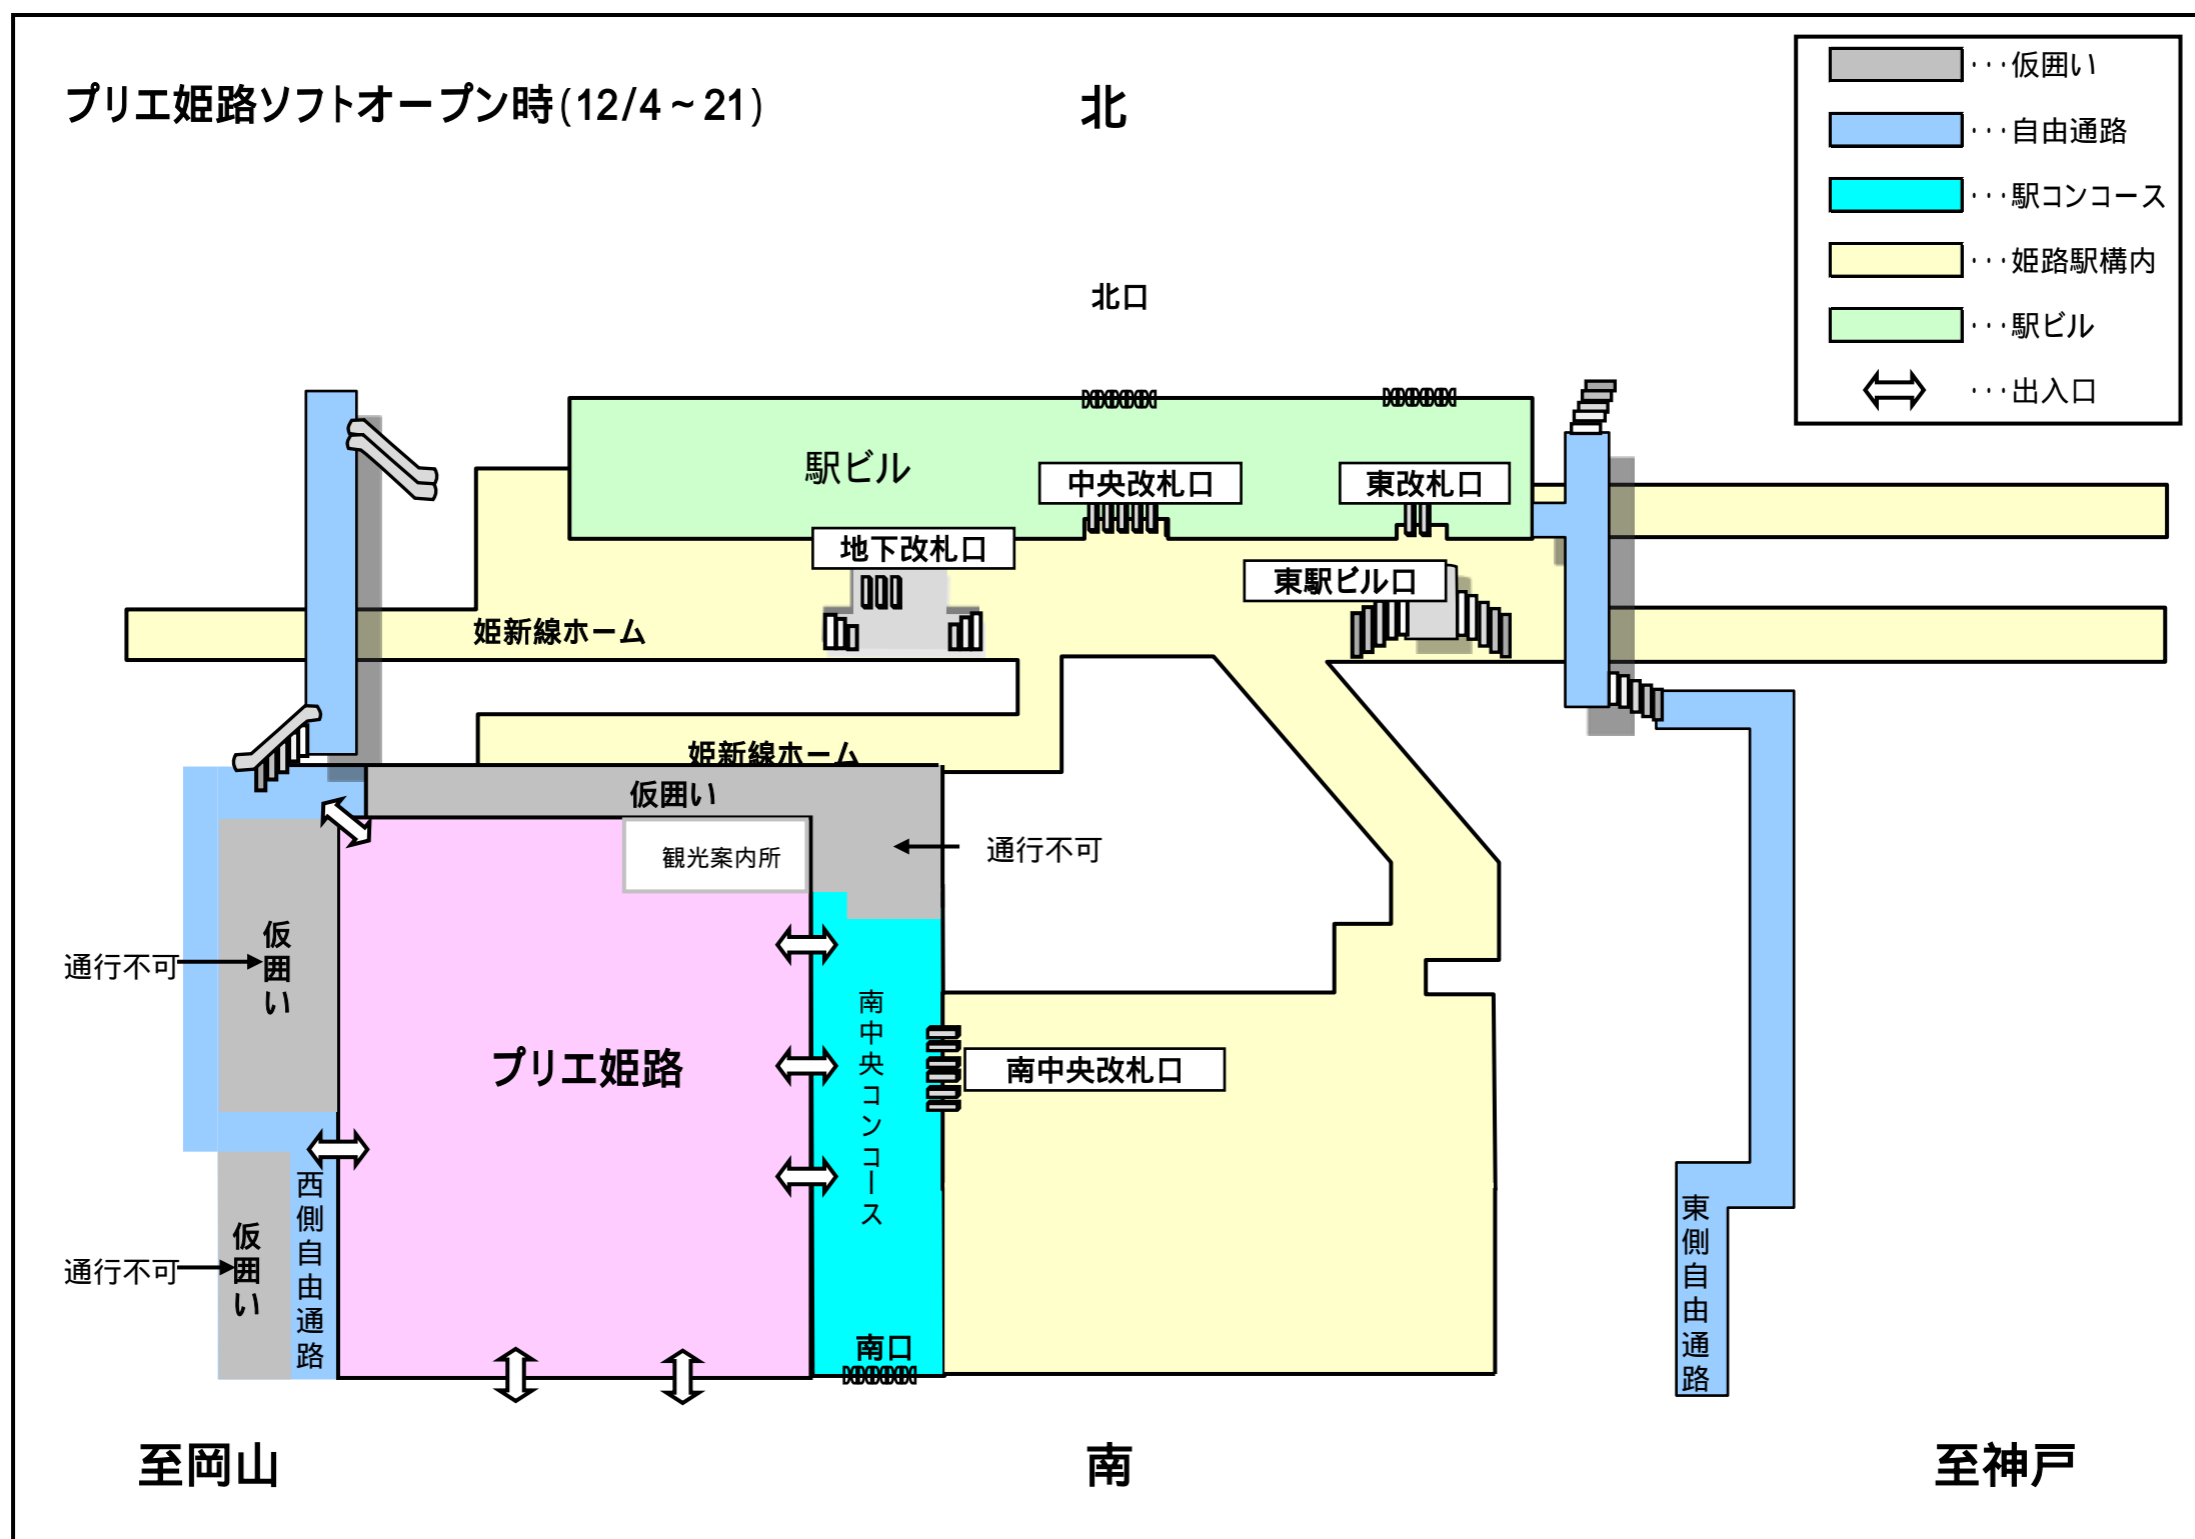 プリエ姫路ソフトオープン時(12/4~21)
北
･･･仮囲い
･･･自由通路
･･･駅コンコース
･･･姫路駅構内
･･･駅ビル
･･･出入口
北口
駅ビル
中央改札口
東改札口
地下改札口
東駅ビル口
姫新線ホーム
姫新線ホーム
仮囲い
観光案内所
通行不可
仮囲い
通行不可
プリエ姫路
南中央コンコース
南中央改札口
西側自由通路
仮囲い
通行不可
南口
東側自由通路
至岡山
南
至神戸